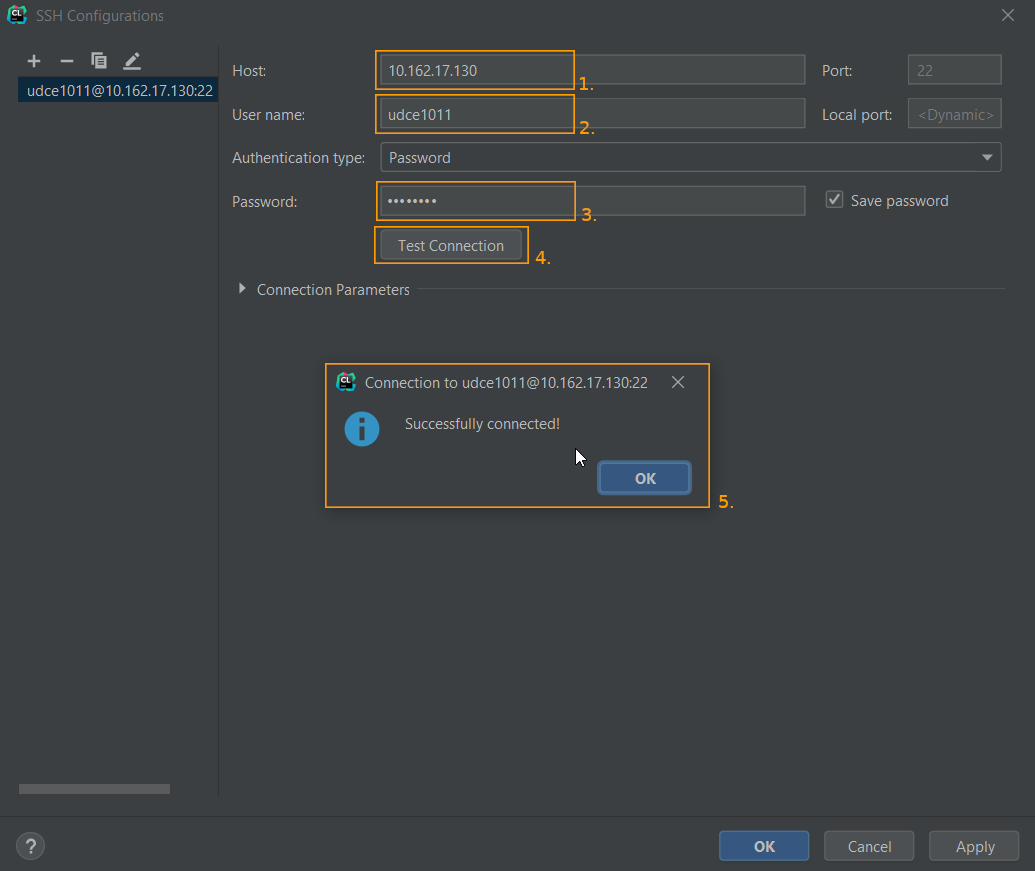 CL SSH Configurations
udce1011@10.162.17.130:22
Host: 10.162.17.130 1. Port: 22
User name: udce1011 2. Local port: <Dynamic>
Authentication type: Password
Password: •••••••• 3. Save password
Test Connection 4.
Connection Parameters
CL Connection to udce1011@10.162.17.130:22
Successfully connected!
OK
5.
? OK Cancel Apply